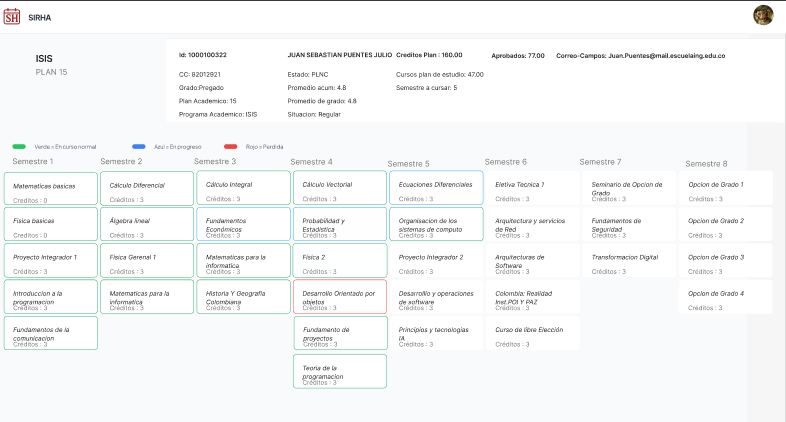 SH
SIRHA
ISIS
PLAN 15
Id: 1000100322
JUAN SEBASTIAN PUENTES JULIO
Creditos Plan : 160.00
Aprobados: 77.00
Correo-Campos: Juan.Puentes@mail.escuelaing.edu.co
CC: 82012921
Estado: PLNC
Cursos plan de estudio: 47.00
Grado:Pregado
Promedio acum: 4.8
Semestre a cursar: 5
Plan Academico: 15
Promedio de grado: 4.8
Programa Academico: ISIS
Situacion: Regular
Verde = En curso normal
Azul = En progreso
Rojo = Perdida
Semestre 1
Matematicas basicas
Creditos : 0
Fisica basicas
Créditos : 0
Proyecto Integrador 1
Créditos : 3
Introduccion a la
programacion
Créditos : 3
Fundamentos de la
comunicacion
Créditos : 3
Semestre 2
Cálculo Diferencial
Créditos : 3
Álgebra lineal
Créditos : 3
Fisica Gerenal 1
Créditos : 3
Matematicas para la
informatica
Créditos : 3
Semestre 3
Cálculo Integral
Créditos : 3
Fundamentos
Económicos
Créditos : 3
Matematicas para la
informatica
Créditos : 3
Historia Y Geografia
Colombiana
Créditos : 3
Semestre 4
Cálculo Vectorial
Créditos : 3
Probabilidad y
Estadistica
Créditos : 3
Fisica 2
Créditos : 3
Desarrollo Orientado por
objetos
Créditos : 3
Fundamento de
proyectos
Créditos : 3
Teoria de la
programacion
Créditos : 3
Semestre 5
Ecuaciones Diferenciales
Créditos : 3
Organisacion de los
sistemas de computo
Créditos : 3
Proyecto Integrador 2
Créditos : 3
Desarrollo y operaciones
de software
Créditos : 3
Principios y tecnologias
IA
Créditos : 3
Semestre 6
Eletiva Tecnica 1
Créditos : 3
Arquitectura y servicios
de Red
Créditos : 3
Arquitecturas de
Software
Créditos : 3
Colombia: Realidad
Inst.POI Y PAZ
Créditos : 3
Curso de libre Elección
Créditos : 3
Semestre 7
Seminario de Opcion de
Grado
Créditos : 3
Fundamentos de
Seguridad
Créditos : 3
Transformacion Digital
Créditos : 3
Semestre 8
Opcion de Grado 1
Créditos : 3
Opcion de Grado 2
Créditos : 3
Opcion de Grado 3
Créditos : 3
Opcion de Grado 4
Créditos : 3